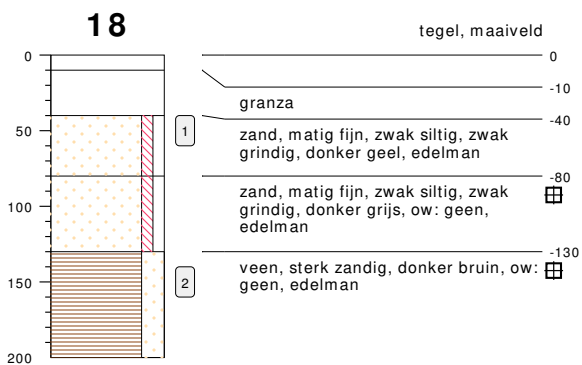 18
tegel, maaiveld
0
0
-10
granza
-40
50
1
zand, matig fijn, zwak siltig, zwak
grindig, donker geel, edelman
-80
100
zand, matig fijn, zwak siltig, zwak
grindig, donker grijs, ow: geen,
edelman
-130
150
2
veen, sterk zandig, donker bruin, ow:
geen, edelman
200